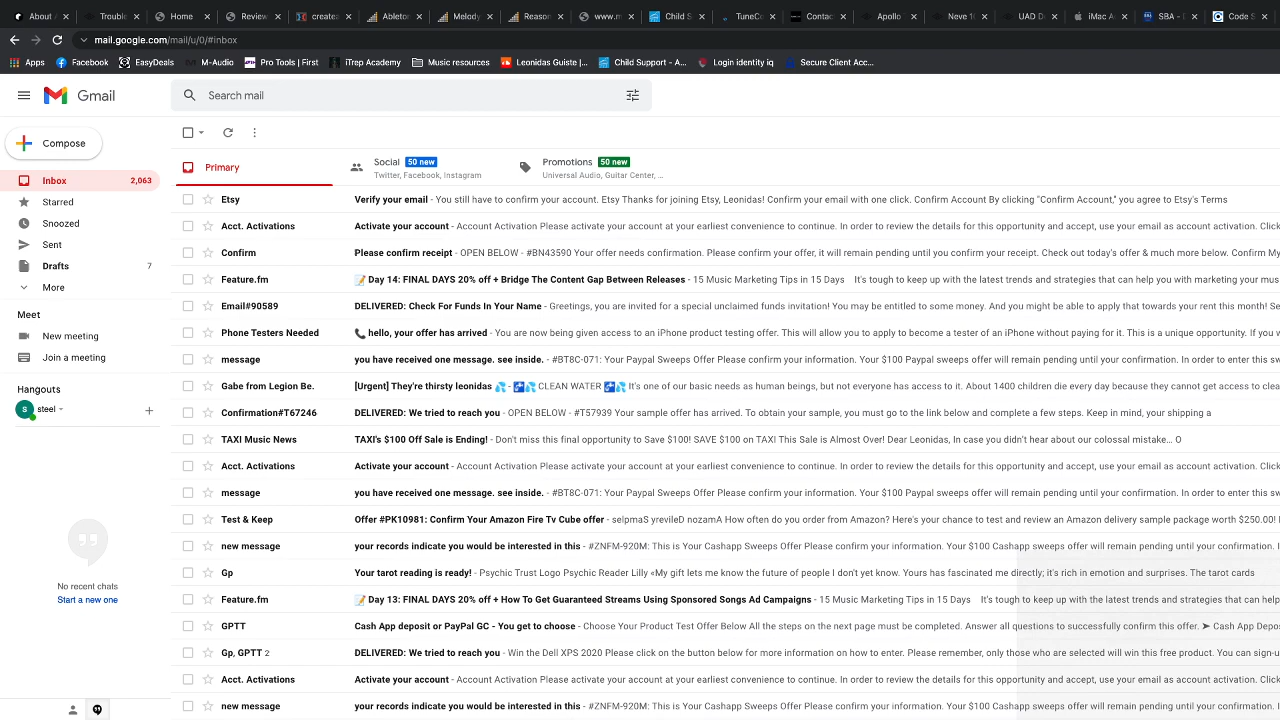 About
Trouble
Home
Review
createx
Ableton
Melody
Reason
www.m
Child S
TuneCo
Contac
Apollo
Neve 10
UAD De
iMac A
SBA - D
Code S
mail.google.com/mail/u/0/#inbox
Apps
Facebook
EasyDeals
M-Audio
Pro Tools | First
iTrep Academy
Music resources
Leonidas Guiste |...
Child Support - A...
Login identity iq
Secure Client Acc...
Gmail
Search mail
Compose
Primary
Social 50 new
Twitter, Facebook, Instagram
Promotions 50 new
Universal Audio, Guitar Center, ...
Inbox 2,063
Starred
Snoozed
Sent
Drafts 7
More
Meet
New meeting
Join a meeting
Hangouts
S steel
No recent chats
Start a new one
Etsy Verify your email - You still have to confirm your account. Etsy Thanks for joining Etsy, Leonidas! Confirm your email with one click. Confirm Account By clicking "Confirm Account," you agree to Etsy's Terms
Acct. Activations Activate your account - Account Activation Please activate your account at your earliest convenience to continue. In order to review the details for this opportunity and accept, use your email as account activation. Click
Confirm Please confirm receipt - OPEN BELOW - #BN43590 Your offer needs confirmation. Please confirm your offer, it will remain pending until you confirm your receipt. Check out today's offer & much more below. Confirm My
Feature.fm 📝 Day 14: FINAL DAYS 20% off + Bridge The Content Gap Between Releases - 15 Music Marketing Tips in 15 Days It's tough to keep up with the latest trends and strategies that can help you with marketing your mus
Email#90589 DELIVERED: Check For Funds In Your Name - Greetings, you are invited for a special unclaimed funds invitation! You may be entitled to some money. And you might be able to apply that towards your rent this month! Se
Phone Testers Needed 📞 hello, your offer has arrived - You are now being given access to an iPhone product testing offer. This will allow you to apply to become a tester of an iPhone without paying for it. This is a unique opportunity. If you w
message you have received one message. see inside. - #BT8C-071: Your Paypal Sweeps Offer Please confirm your information. Your $100 Paypal sweeps offer will remain pending until your confirmation. In order to enter this sw
Gabe from Legion Be. [Urgent] They're thirsty leonidas 💦 - 🚰💦 CLEAN WATER 🚰💦 It's one of our basic needs as human beings, but not everyone has access to it. About 1400 children die every day because they cannot get access to clea
Confirmation#T67246 DELIVERED: We tried to reach you - OPEN BELOW - #T57939 Your sample offer has arrived. To obtain your sample, you must go to the link below and complete a few steps. Keep in mind, your shipping a
TAXI Music News TAXI's $100 Off Sale is Ending! - Don't miss this final opportunity to Save $100! SAVE $100 on TAXI This Sale is Almost Over! Dear Leonidas, In case you didn't hear about our colossal mistake... O
Acct. Activations Activate your account - Account Activation Please activate your account at your earliest convenience to continue. In order to review the details for this opportunity and accept, use your email as account activation. Click
message you have received one message. see inside. - #BT8C-071: Your Paypal Sweeps Offer Please confirm your information. Your $100 Paypal sweeps offer will remain pending until your confirmation. In order to enter this sw
Test & Keep Offer #PK10981: Confirm Your Amazon Fire Tv Cube offer - selpmaS yrevileD nozamA How often do you order from Amazon? Here's your chance to test and review an Amazon delivery sample package worth $250.00! I
new message your records indicate you would be interested in this - #ZNFM-920M: This is Your Cashapp Sweeps Offer Please confirm your information. Your $100 Cashapp sweeps offer will remain pending until your confirmation. I
Gp Your tarot reading is ready! - Psychic Trust Logo Psychic Reader Lilly «My gift lets me know the future of people I don't yet know. Yours has fascinated me directly; it's rich in emotion and surprises. The tarot cards
Feature.fm 📝 Day 13: FINAL DAYS 20% off + How To Get Guaranteed Streams Using Sponsored Songs Ad Campaigns - 15 Music Marketing Tips in 15 Days It's tough to keep up with the latest trends and strategies that can help
GPTT Cash App deposit or PayPal GC - You get to choose - Choose Your Product Test Offer Below All the steps on the next page must be completed. Answer all questions to successfully confirm this offer. ➤ Cash App Depos
Gp, GPTT 2 DELIVERED: We tried to reach you - Win the Dell XPS 2020 Please click on the button below for more information on how to enter. Please remember, only those who are selected will win this free product. You can sign-u
Acct. Activations Activate your account - Account Activation Please activate your account at your earliest convenience to continue. In order to review the details for this opportunity and accept, use your email as account activation. Click
new message your records indicate you would be interested in this - #ZNFM-920M: This is Your Cashapp Sweeps Offer Please confirm your information. Your $100 Cashapp sweeps offer will remain pending until your confirmation. I